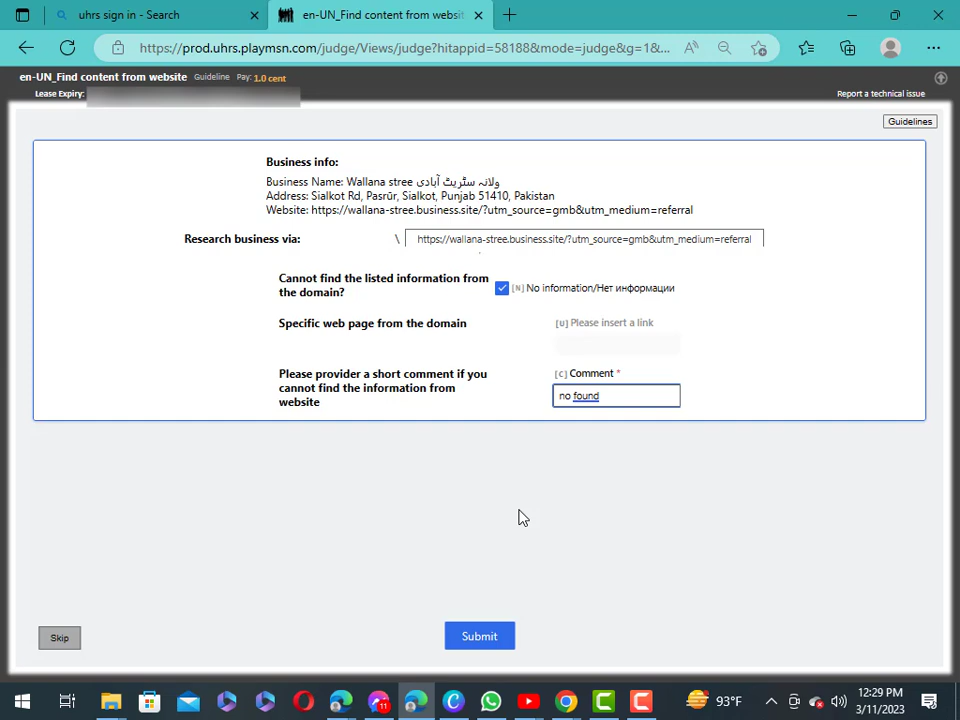 uhrs sign in - Search
en-UN_Find content from websit
https://prod.uhrs.playmsn.com/judge/Views/judge?hitappid=58188&mode=judge&g=1&...
en-UN_Find content from website Guideline Pay: 1.0 cent
Lease Expiry:
Report a technical issue
Guidelines
Business info:
Business Name: Wallana stree ولانہ سٹریٹ آبادی
Address: Sialkot Rd, Pasrūr, Sialkot, Punjab 51410, Pakistan
Website: https://wallana-stree.business.site/?utm_source=gmb&utm_medium=referral
Research business via: \ https://wallana-stree.business.site/?utm_source=gmb&utm_medium=referral
Cannot find the listed information from
the domain?
[N] No information/Нет информации
Specific web page from the domain
[U] Please insert a link
Please provider a short comment if you
cannot find the information from
website
[C] Comment *
no found
Skip
Submit
11
93°F
12:29 PM
3/11/2023